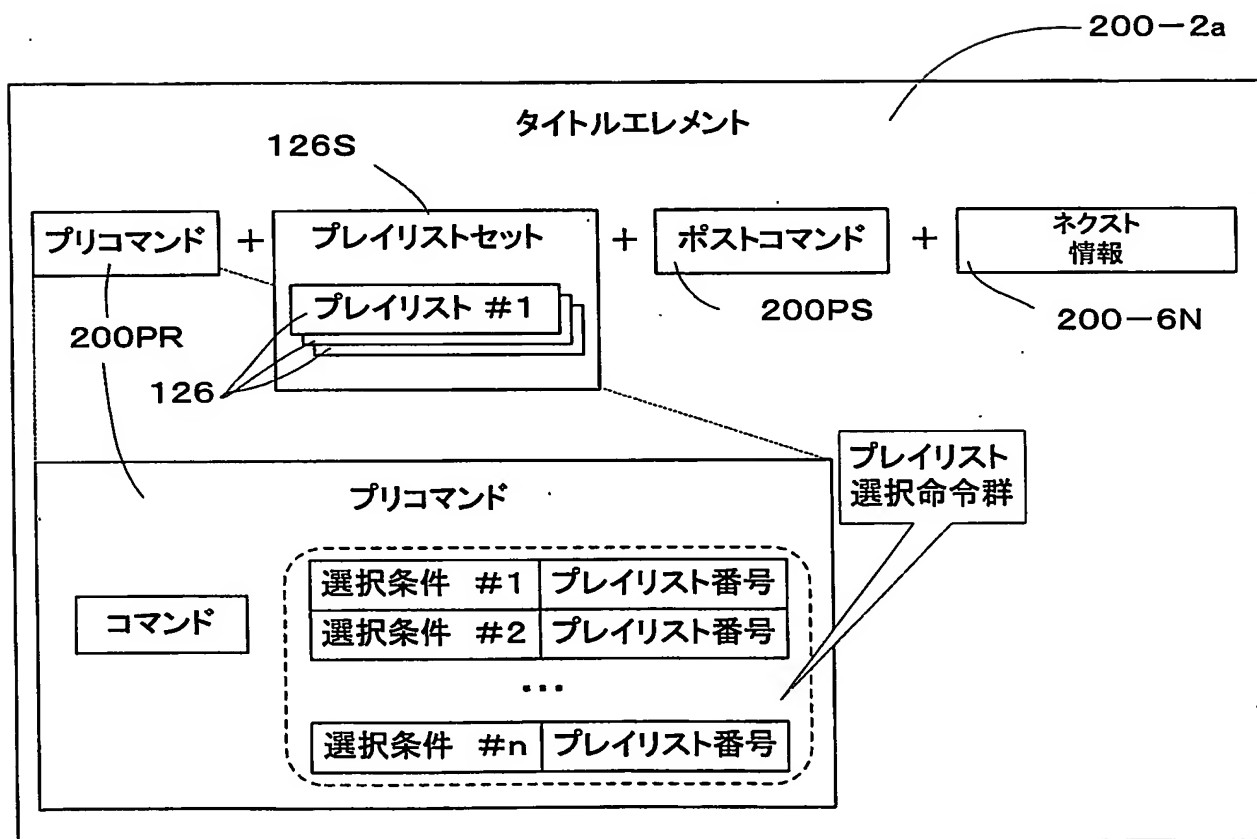 200-2a
タイトルエレメント
126S
プリコマンド + プレイリストセット + ポストコマンド + ネクスト
情報
プレイリスト #1
200PR
200PS
200-6N
126
プレイリスト
選択命令群
プリコマンド
コマンド
選択条件 #1 プレイリスト番号
選択条件 #2 プレイリスト番号
・・・
選択条件 #n プレイリスト番号